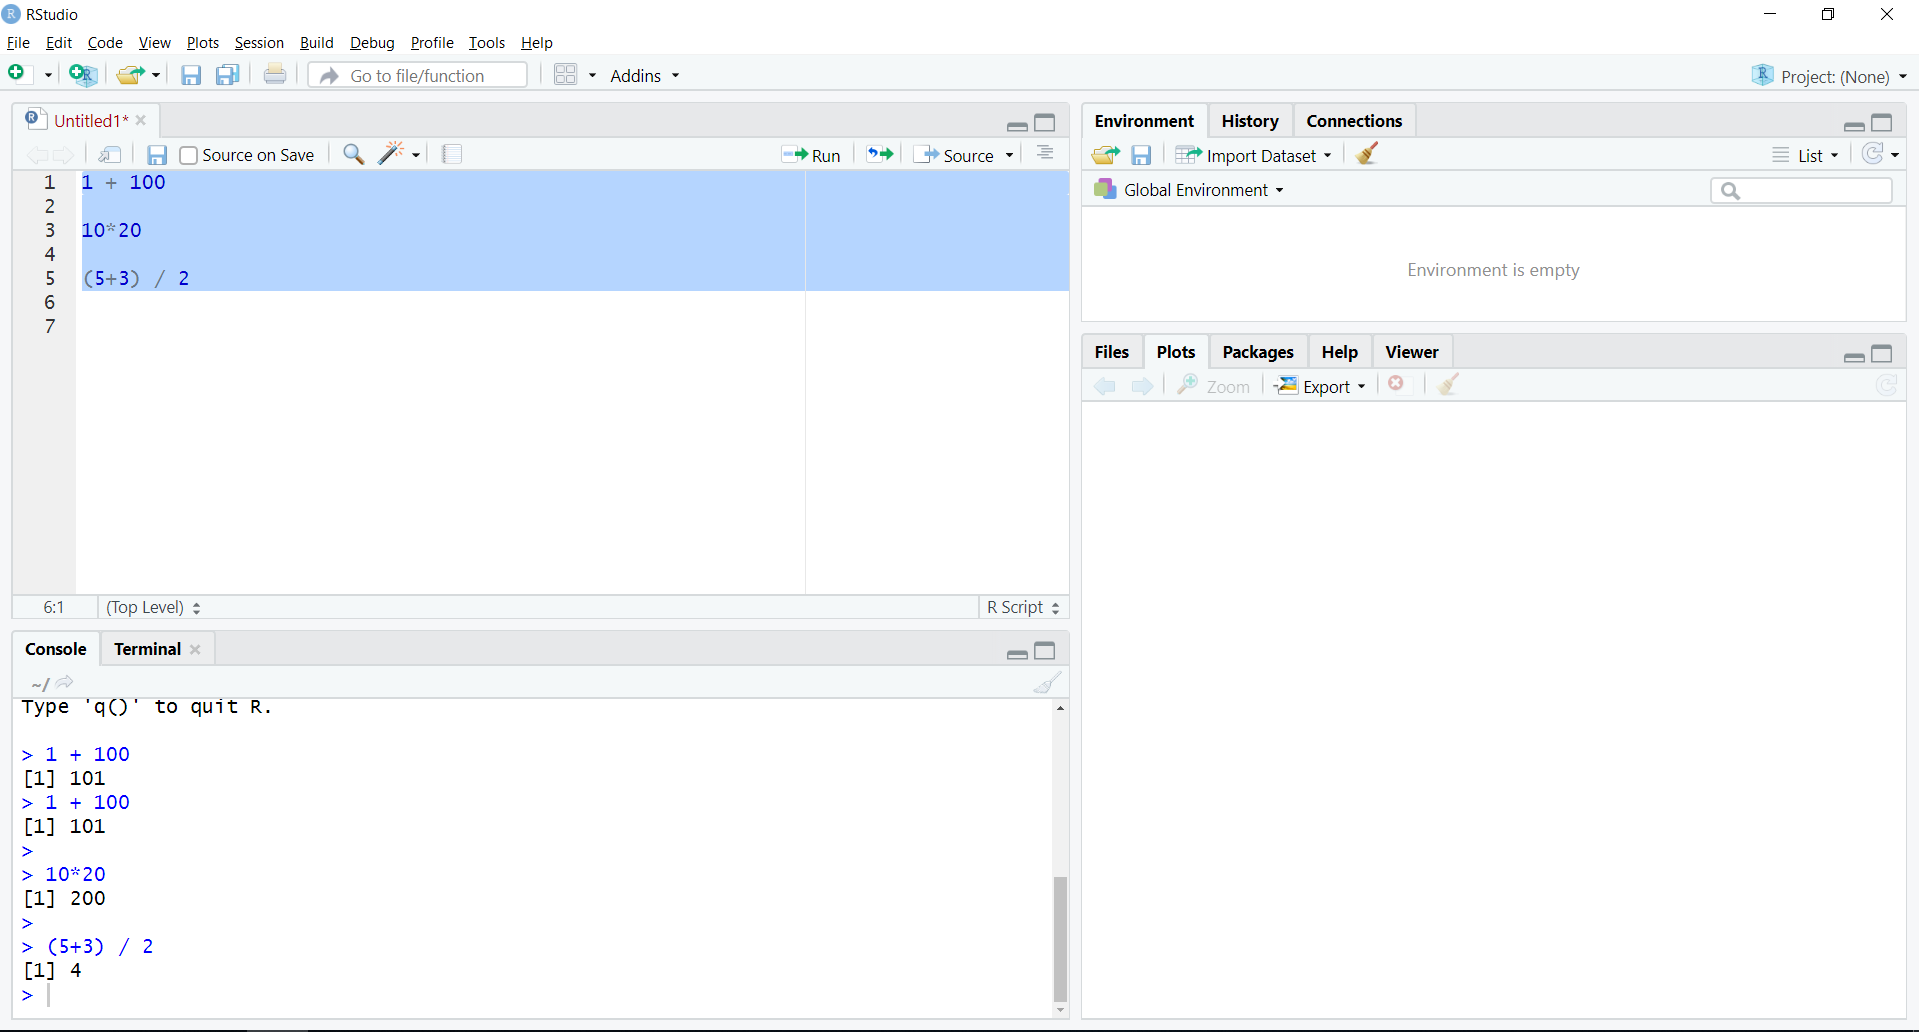 RStudio
File Edit Code View Plots Session Build Debug Profile Tools Help
Go to file/function Addins Project: (None)
Untitled1*
Source on Save Run Source
1 1 + 100
2
3 10*20
4
5 (5+3) / 2
6
7
6:1 (Top Level) R Script
Console Terminal
~/
Type 'q()' to quit R.
> 1 + 100
[1] 101
> 1 + 100
[1] 101
>
> 10*20
[1] 200
>
> (5+3) / 2
[1] 4
>
Environment History Connections
Import Dataset List
Global Environment
Environment is empty
Files Plots Packages Help Viewer
Zoom Export